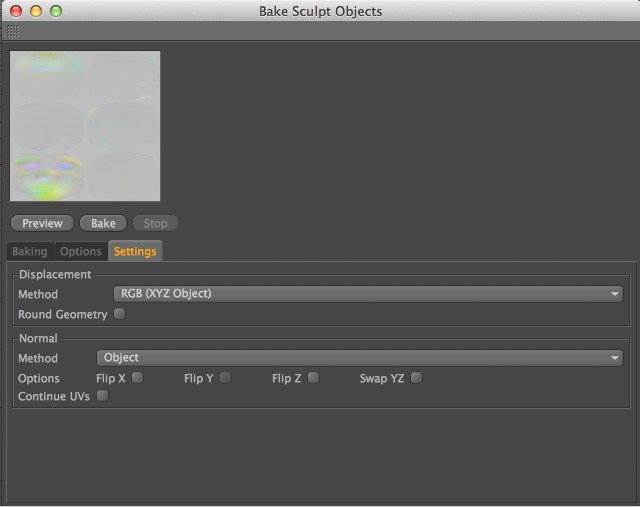 Bake Sculpt Objects
Preview Bake Stop
Baking Options Settings
Displacement
Method RGB (XYZ Object)
Round Geometry
Normal
Method Object
Options Flip X Flip Y Flip Z Swap YZ
Continue UVs